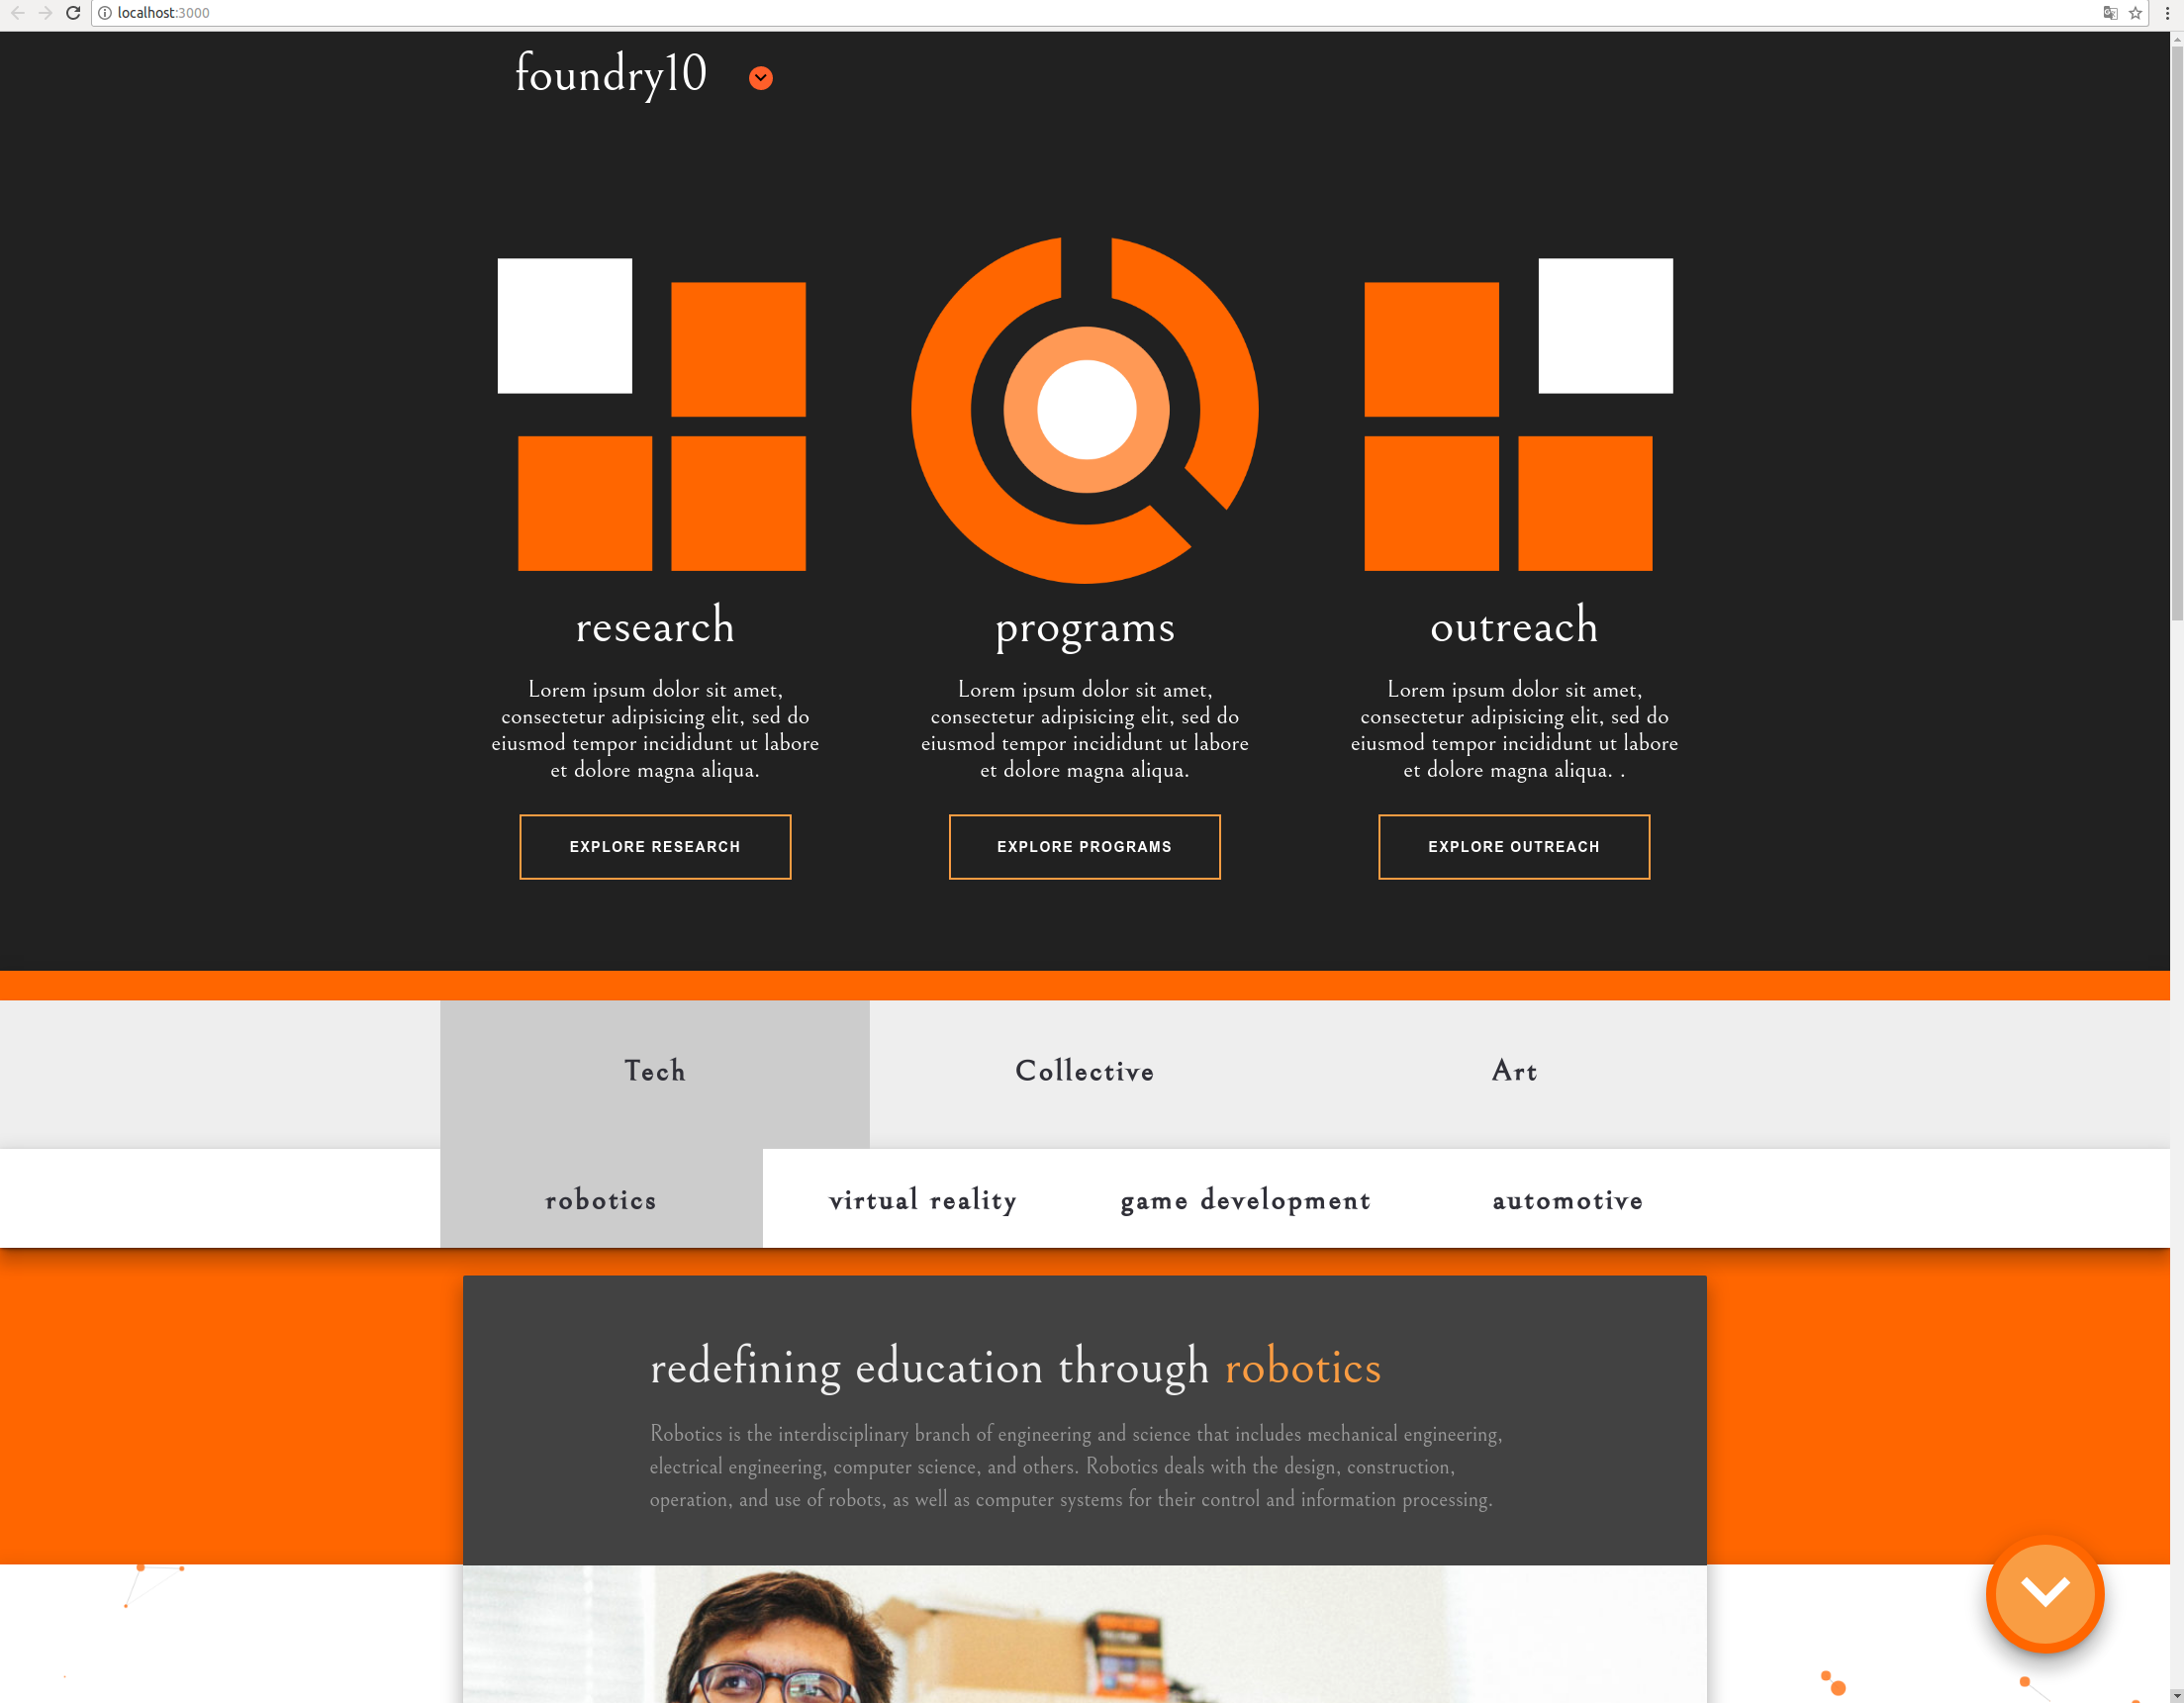 localhost:3000
foundry10
research
Lorem ipsum dolor sit amet,
consectetur adipisicing elit, sed do
eiusmod tempor incididunt ut labore
et dolore magna aliqua.
EXPLORE RESEARCH
programs
Lorem ipsum dolor sit amet,
consectetur adipisicing elit, sed do
eiusmod tempor incididunt ut labore
et dolore magna aliqua.
EXPLORE PROGRAMS
outreach
Lorem ipsum dolor sit amet,
consectetur adipisicing elit, sed do
eiusmod tempor incididunt ut labore
et dolore magna aliqua. .
EXPLORE OUTREACH
Tech
Collective
Art
robotics
virtual reality
game development
automotive
redefining education through robotics
Robotics is the interdisciplinary branch of engineering and science that includes mechanical engineering,
electrical engineering, computer science, and others. Robotics deals with the design, construction,
operation, and use of robots, as well as computer systems for their control and information processing.